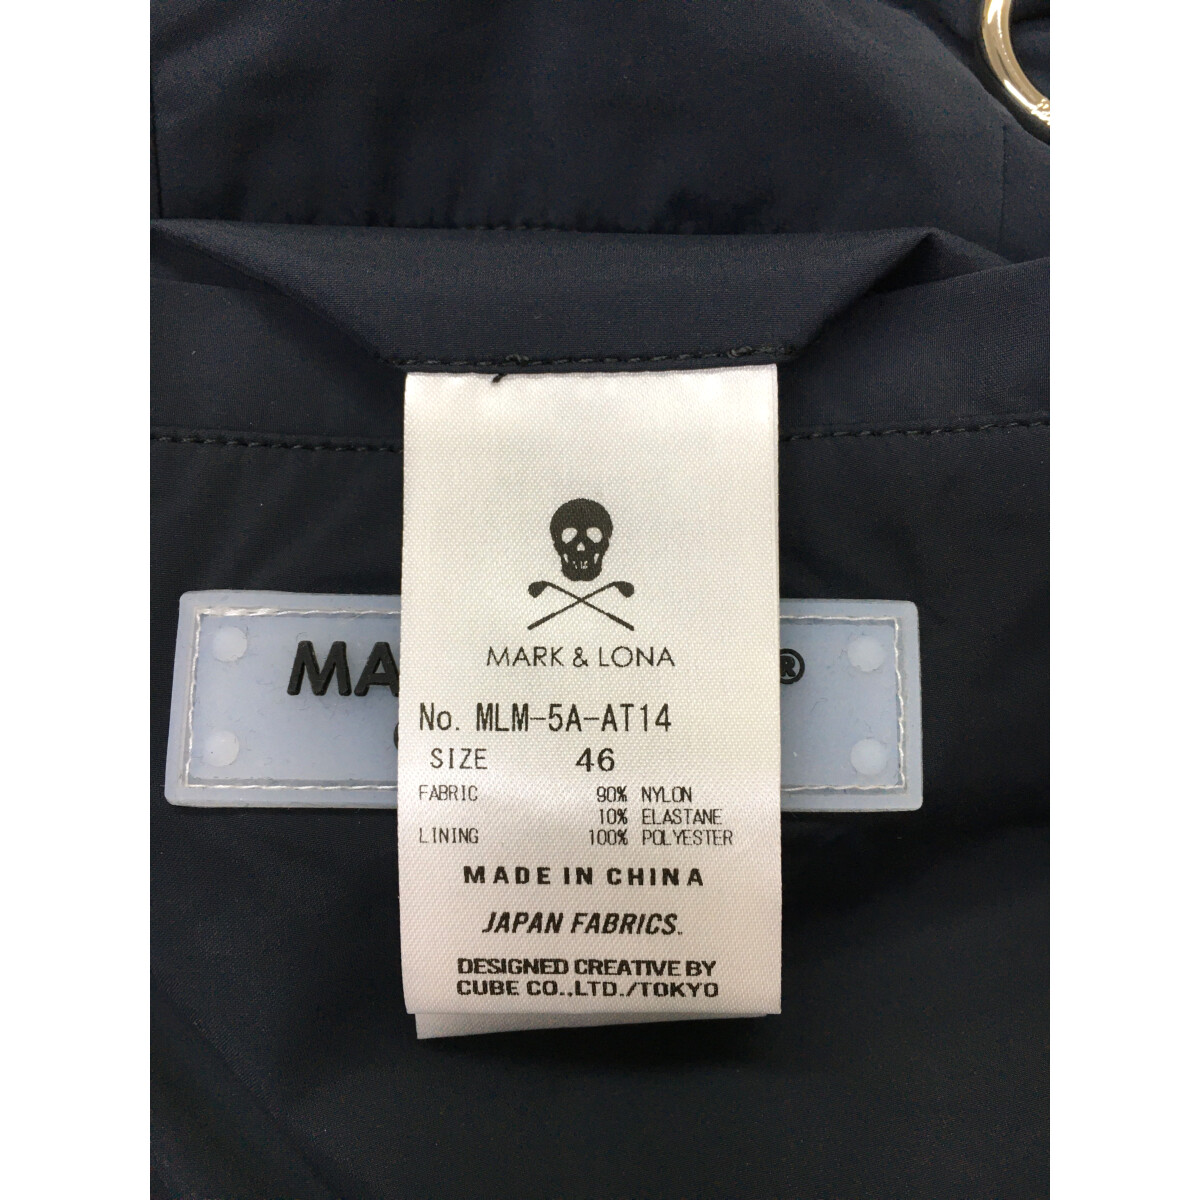 MARK & LONA
No. MLM-5A-AT14
SIZE 46
FABRIC 90% NYLON
10% ELASTANE
LINING 100% POLYESTER
MADE IN CHINA
JAPAN FABRICS.
DESIGNED CREATIVE BY
CUBE CO.,LTD./TOKYO
MA ®